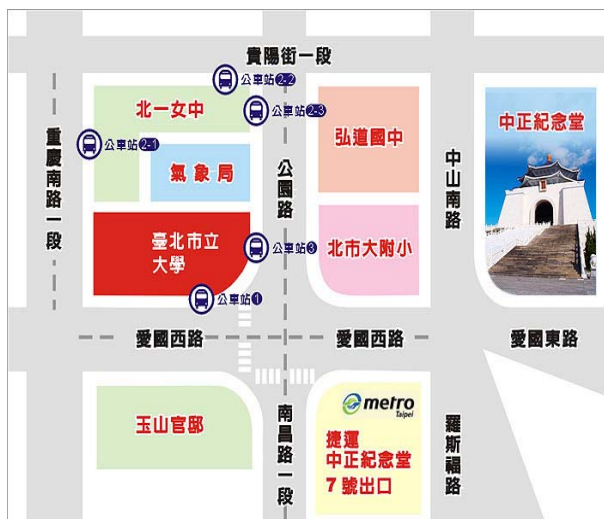 貴陽街一段
公車站2-2
北一女中
公車站2-3
中正紀念堂
公車站2-1
弘道國中
重慶南路一段
氣象局
公園路
中山南路
臺北市立
大學
公車站3
北市大附小
公車站1
愛國西路
愛國西路
愛國東路
metro
Taipei
玉山官邸
南昌路一段
捷運
中正紀念堂
7號出口
羅斯福路